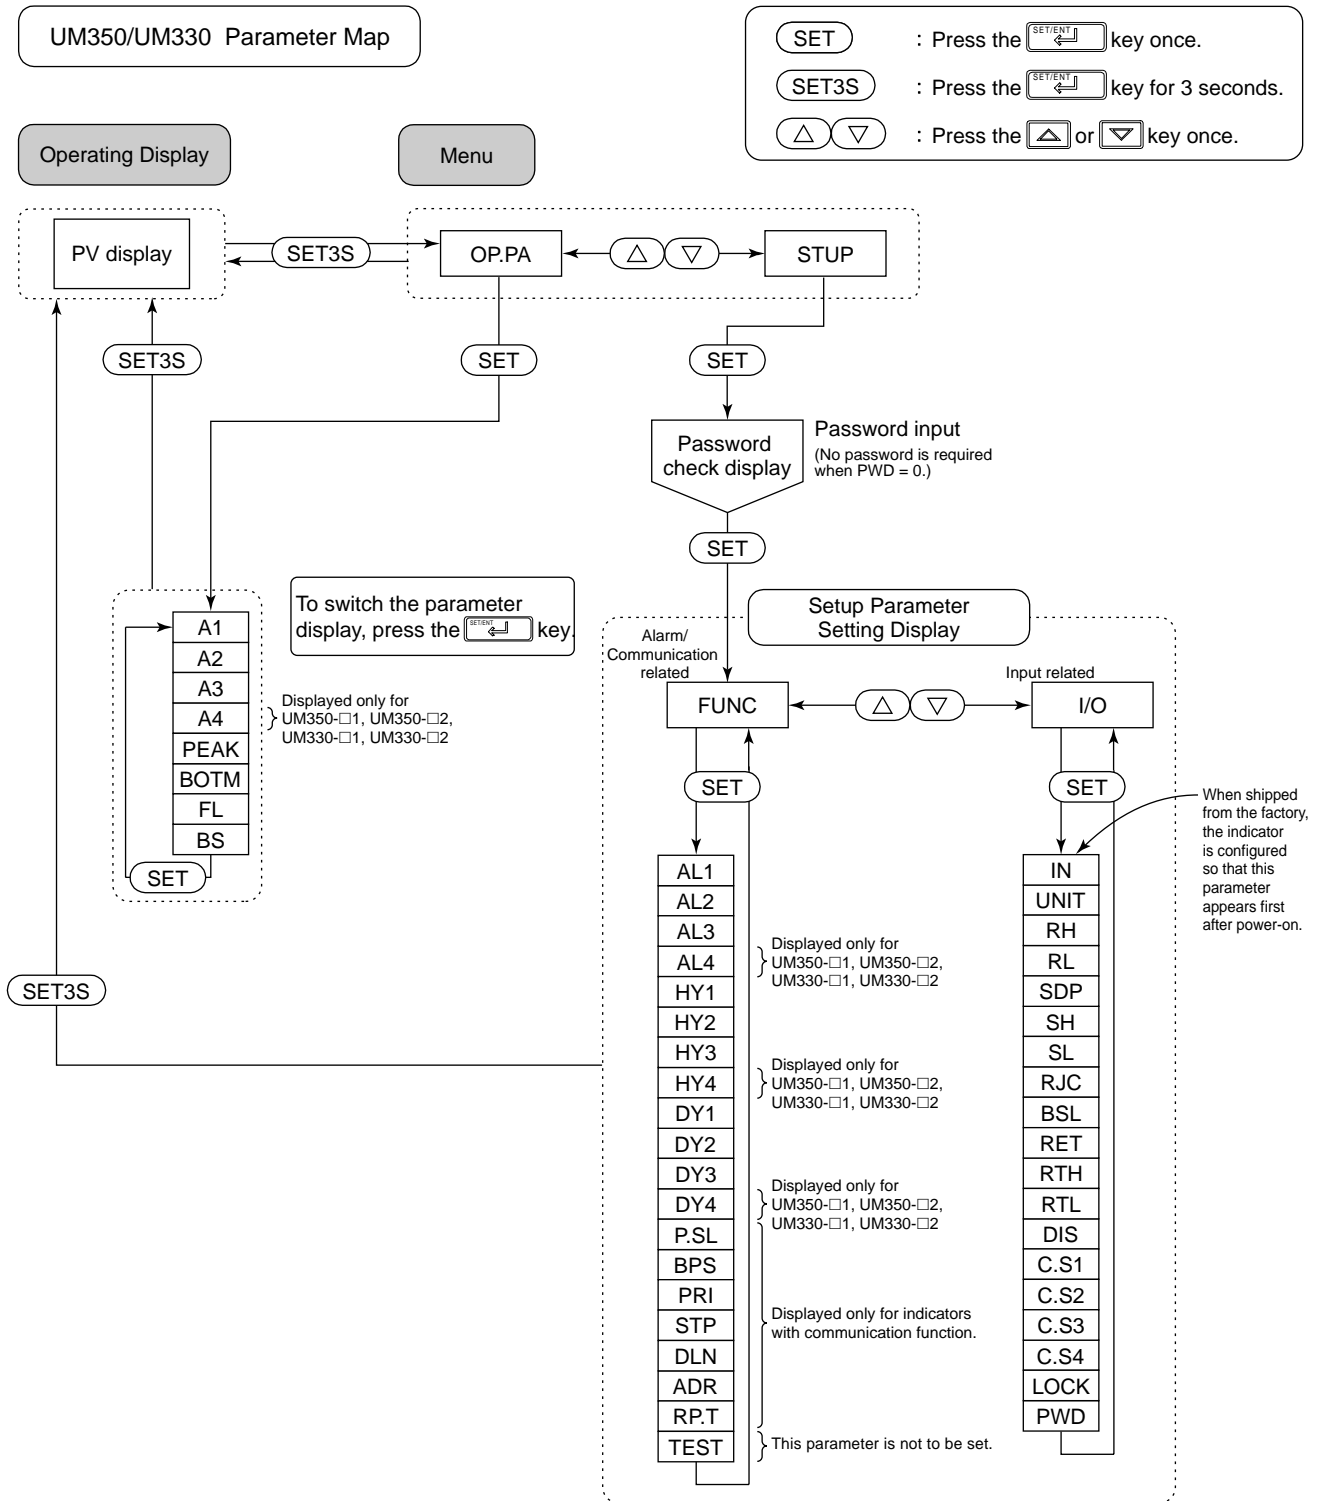 UM350/UM330 Parameter Map
SET : Press the SET/ENT key once.
SET3S : Press the SET/ENT key for 3 seconds.
△ ▽ : Press the △ or ▽ key once.
Operating Display
Menu
PV display
SET3S
OP.PA
△ ▽
STUP
SET3S
SET
SET
Password
check display
Password input
(No password is required
when PWD = 0.)
SET
To switch the parameter
display, press the SET/ENT key.
A1
A2
A3
A4
PEAK
BOTM
FL
BS
SET
Displayed only for
UM350-□1, UM350-□2,
UM330-□1, UM330-□2
SET3S
Setup Parameter
Setting Display
Alarm/
Communication
related
FUNC
△ ▽
Input related
I/O
SET
SET
When shipped
from the factory,
the indicator
is configured
so that this
parameter
appears first
after power-on.
AL1
AL2
AL3
AL4
HY1
HY2
HY3
HY4
DY1
DY2
DY3
DY4
P.SL
BPS
PRI
STP
DLN
ADR
RP.T
TEST
Displayed only for
UM350-□1, UM350-□2,
UM330-□1, UM330-□2
Displayed only for
UM350-□1, UM350-□2,
UM330-□1, UM330-□2
Displayed only for
UM350-□1, UM350-□2,
UM330-□1, UM330-□2
Displayed only for indicators
with communication function.
This parameter is not to be set.
IN
UNIT
RH
RL
SDP
SH
SL
RJC
BSL
RET
RTH
RTL
DIS
C.S1
C.S2
C.S3
C.S4
LOCK
PWD